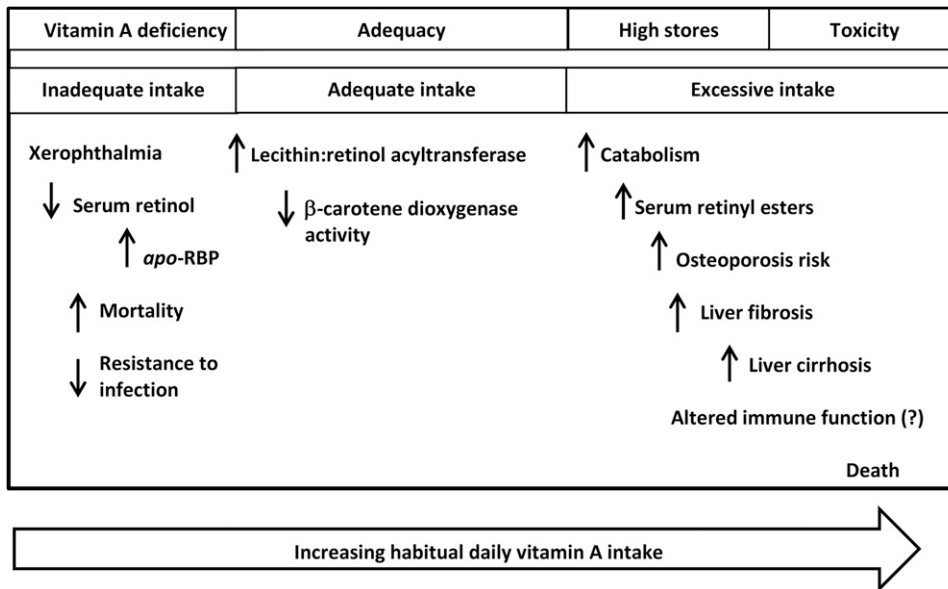 Vitamin A deficiency
Adequacy
High stores
Toxicity
Inadequate intake
Adequate intake
Excessive intake
Xerophthalmia
Serum retinol
apo-RBP
Mortality
Resistance to
infection
Lecithin:retinol acyltransferase
β-carotene dioxygenase
activity
Catabolism
Serum retinyl esters
Osteoporosis risk
Liver fibrosis
Liver cirrhosis
Altered immune function (?)
Death
Increasing habitual daily vitamin A intake